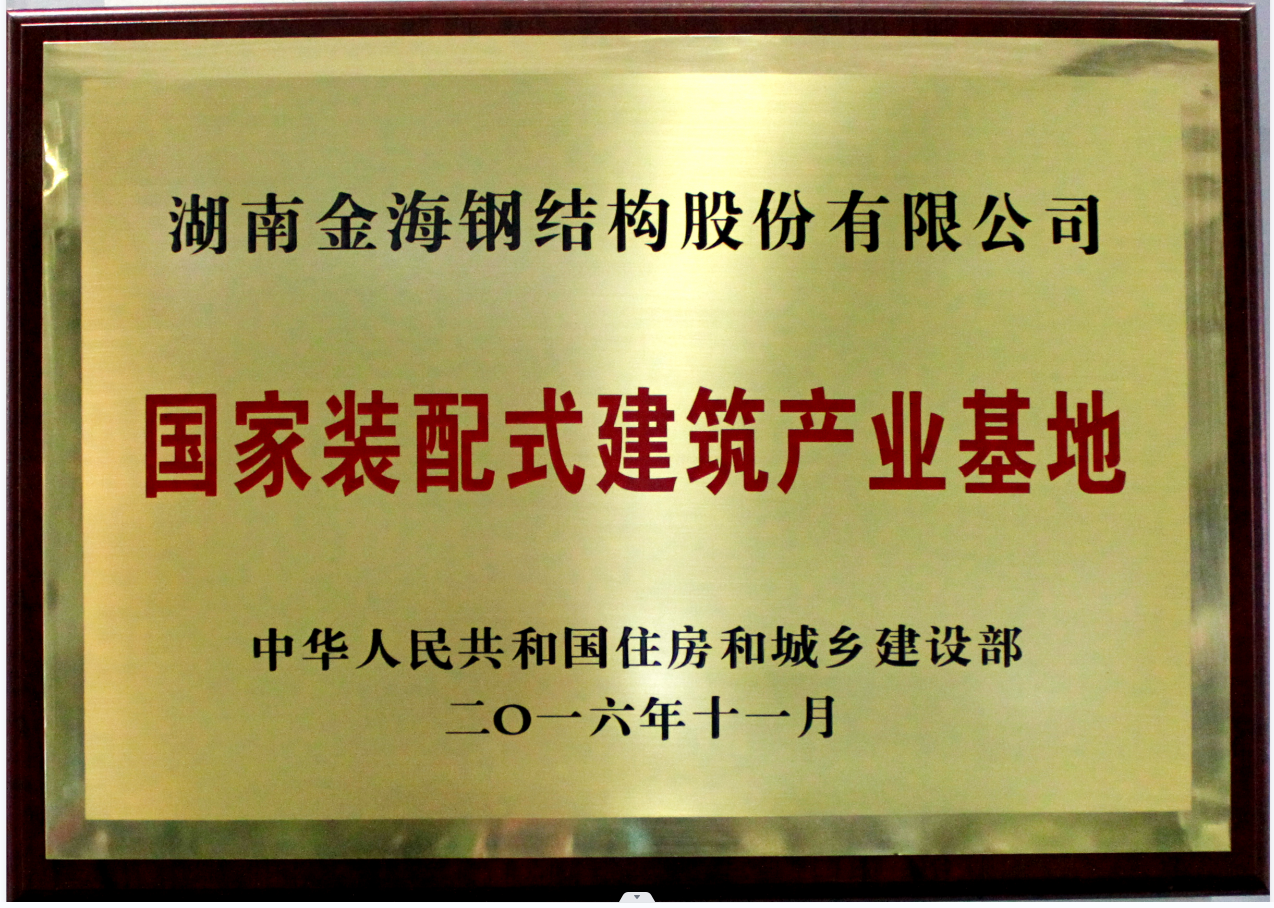 湖南金海钢结构股份有限公司
国家装配式建筑产业基地
中华人民共和国住房和城乡建设部
二〇一六年十一月